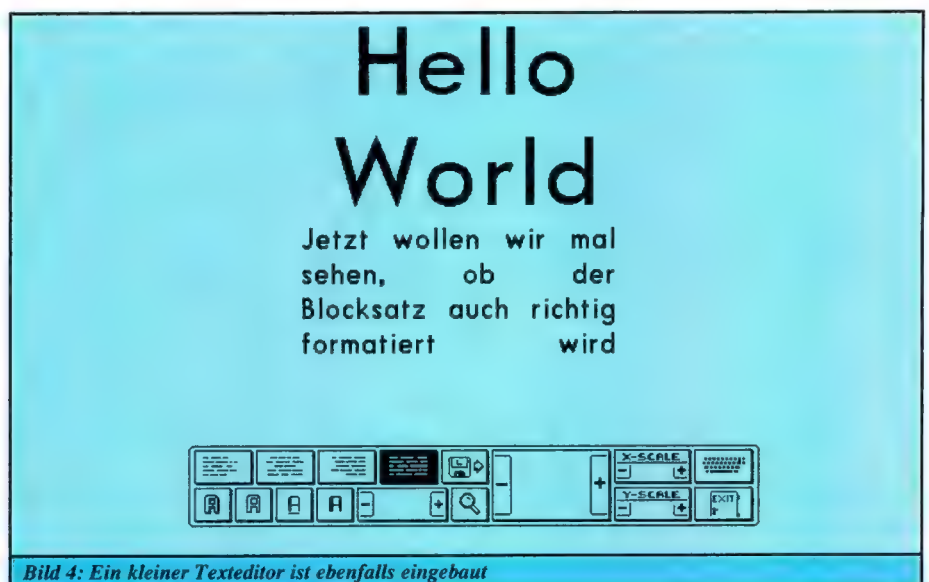 Hello
World
Jetzt wollen wir mal
sehen, ob der
Blocksatz auch richtig
formatiert wird
X-SCALE
Y-SCALE
EXIT
Bild 4: Ein kleiner Texteditor ist ebenfalls eingebaut